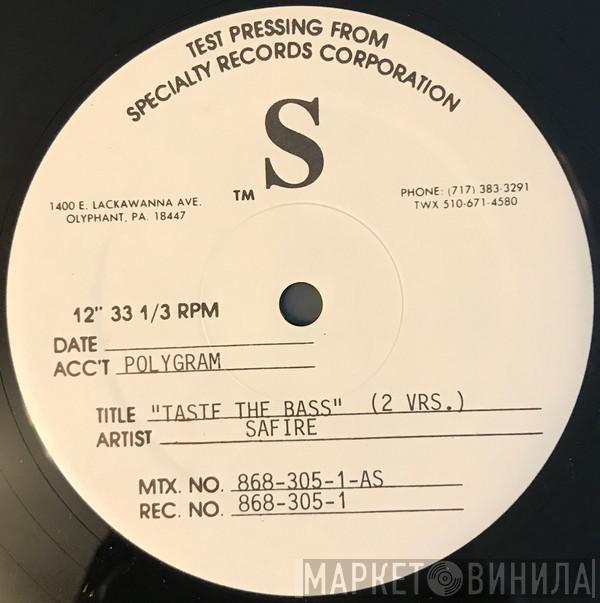 TEST PRESSING FROM
SPECIALTY RECORDS CORPORATION
S
TM
1400 E. LACKAWANNA AVE.
OLYPHANT, PA. 18447
PHONE: (717) 383-3291
TWX 510-671-4580
12" 33 1/3 RPM
DATE
ACC'T POLYGRAM
TITLE "TASTE THE BASS" (2 VRS.)
ARTIST SAFIRE
MTX. NO. 868-305-1-AS
REC. NO. 868-305-1
МАРКЕТ ВИНИЛА